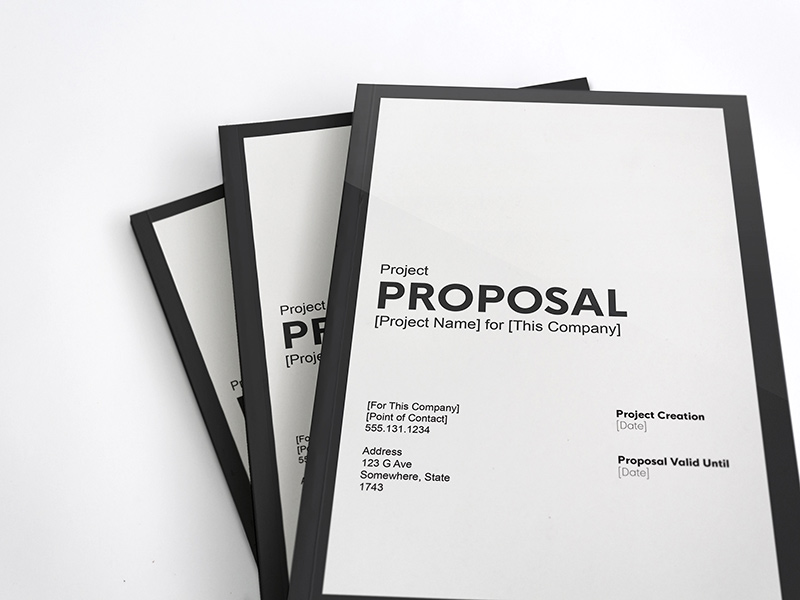 Project
PROPOSAL
[Project Name] for [This Company]
[For This Company]
[Point of Contact]
555.131.1234
Address
123 G Ave
Somewhere, State
1743
Project Creation
[Date]
Proposal Valid Until
[Date]
Project